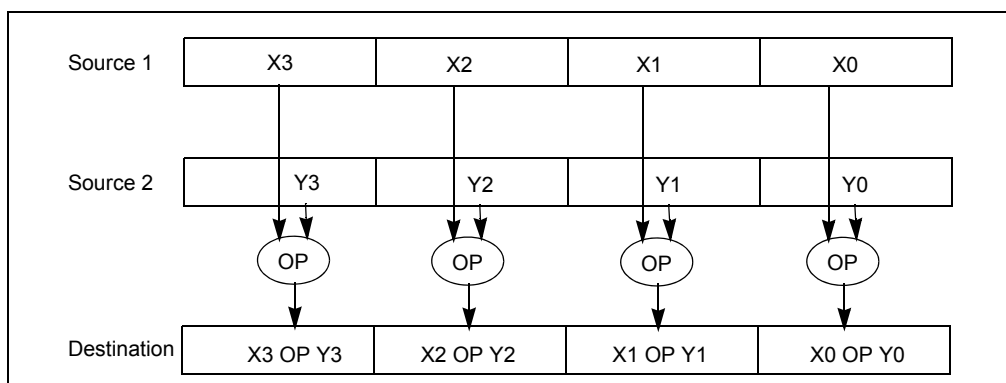 Source 1 X3 X2 X1 X0
Source 2 Y3 Y2 Y1 Y0
OP OP OP OP
Destination X3 OP Y3 X2 OP Y2 X1 OP Y1 X0 OP Y0